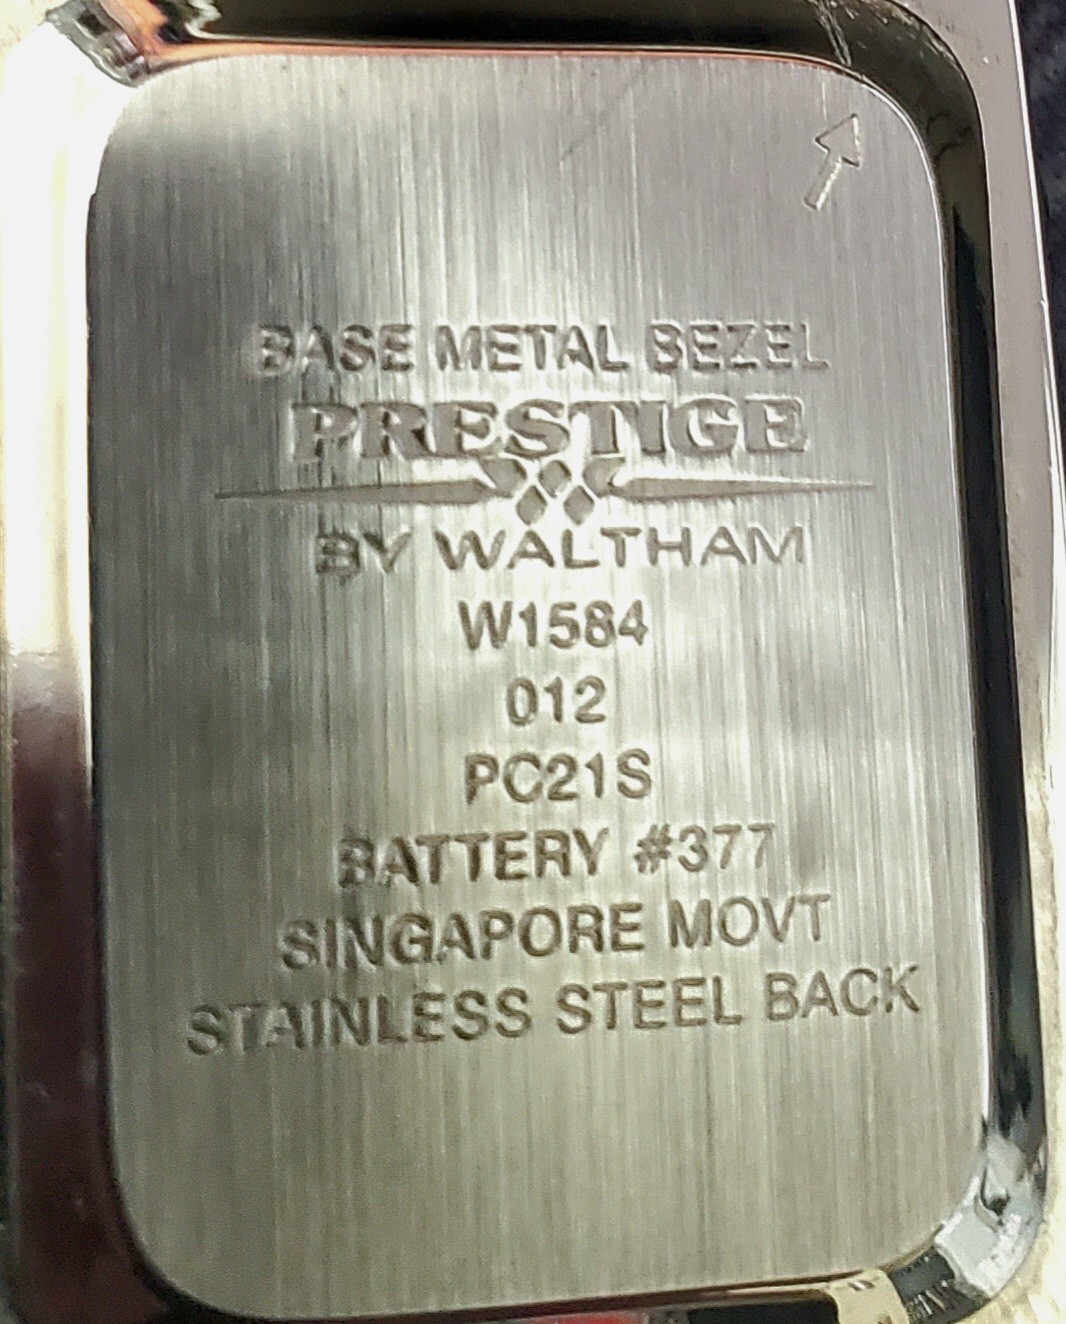 BASE METAL BEZEL
PRESTIGE
BY WALTHAM
W1584
012
PC21S
BATTERY #377
SINGAPORE MOVT
STAINLESS STEEL BACK